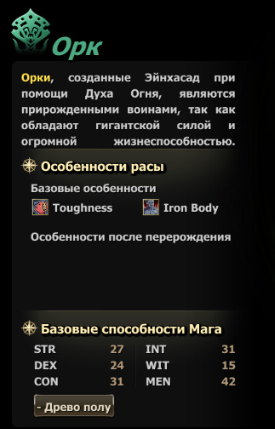 Орк
Орки, созданные Эйнхасад при
помощи Духа Огня, являются
прирожденными воинами, так как
обладают гигантской силой и
огромной жизнеспособностью.
Особенности расы
Базовые особенности
Toughness Iron Body
Особенности после перерождения
Базовые способности Мага
STR 27 INT 31
DEX 24 WIT 15
CON 31 MEN 42
- Древо полу